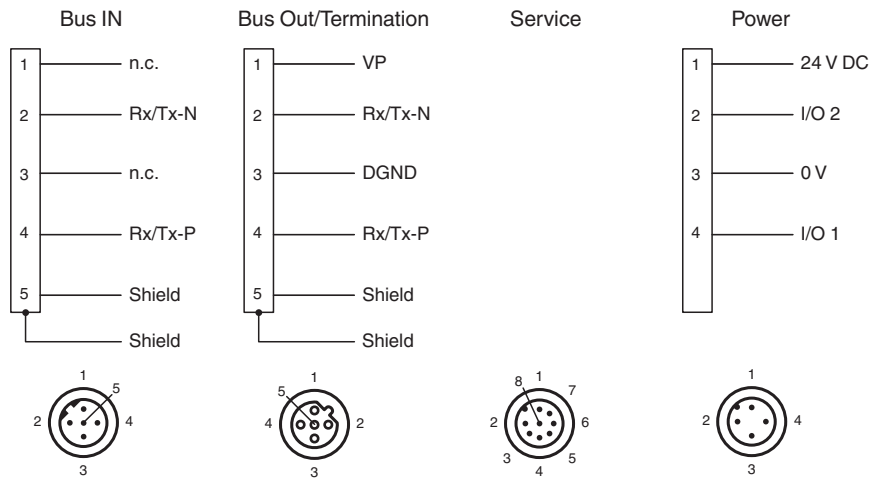 Bus IN
Bus Out/Termination
Service
Power
1 n.c.
2 Rx/Tx-N
3 n.c.
4 Rx/Tx-P
5 Shield
Shield
1 VP
2 Rx/Tx-N
3 DGND
4 Rx/Tx-P
5 Shield
Shield
1 24 V DC
2 I/O 2
3 0 V
4 I/O 1
1
5
2
4
3
1
5
4
2
3
8
1
7
2
6
3
5
4
1
2
4
3